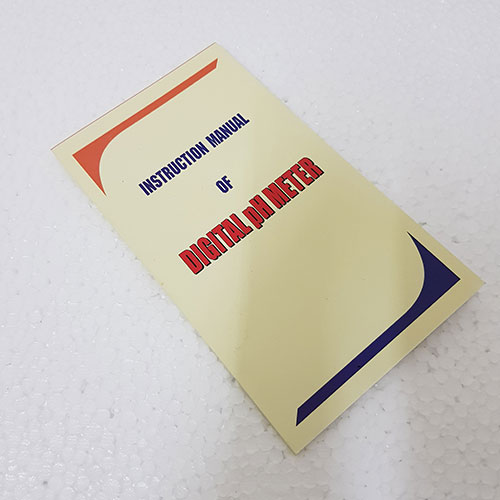 INSTRUCTION MANUAL
OF
DIGITAL pH METER